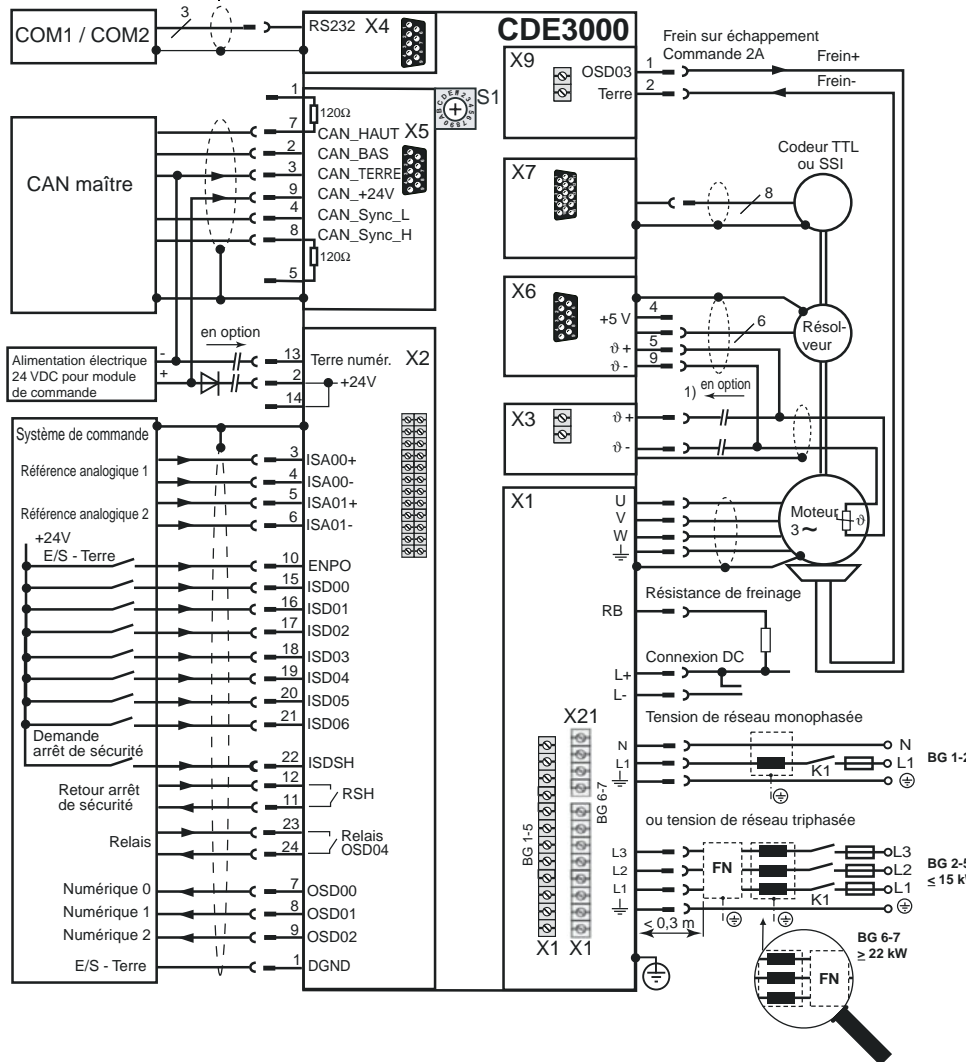 COM1 / COM2
3
RS232 X4
CDE3000
S1
CAN maître
1
120Ω
7 CAN_HAUT X5
2 CAN_BAS
3 CAN_TERRE
9 CAN_+24V
4 CAN_Sync_L
8 CAN_Sync_H
120Ω
5
en option
Alimentation électrique
24 VDC pour module
de commande
-
+
13 Terre numér. X2
2 +24V
14
Système de commande
Référence analogique 1
3 ISA00+
4 ISA00-
Référence analogique 2
5 ISA01+
6 ISA01-
+24V
E/S - Terre
10 ENPO
15 ISD00
16 ISD01
17 ISD02
18 ISD03
19 ISD04
20 ISD05
21 ISD06
Demande
arrêt de sécurité
22 ISDSH
Retour arrêt
de sécurité
12
11
RSH
Relais
23
24
Relais
OSD04
Numérique 0 7 OSD00
Numérique 1 8 OSD01
Numérique 2 9 OSD02
E/S - Terre 1 DGND
X9
OSD03 1
Terre 2
Frein sur échappement
Commande 2A
Frein+
Frein-
X7
8
Codeur TTL
ou SSI
X6
4
+5 V
6
5
ϑ +
9
ϑ -
Résol-
veur
1) en option
X3
ϑ +
ϑ -
X1
U
V
W
Moteur
3 ~
ϑ
Résistance de freinage
RB
Connexion DC
L+
L-
X21
Tension de réseau monophasée
N
L1
K1
N
L1
BG 1-2
BG 1-5
BG 6-7
X1 X1
ou tension de réseau triphasée
L3
L2
L1
FN
K1
L3
L2
L1
BG 2-5
≤ 15 kW
< 0,3 m
BG 6-7
≥ 22 kW
FN